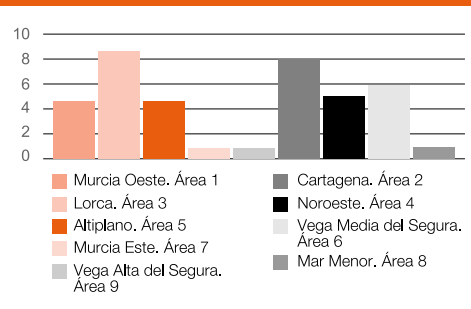 10
8
6
4
2
0
Murcia Oeste. Área 1
Lorca. Área 3
Altiplano. Área 5
Murcia Este. Área 7
Vega Alta del Segura.
Área 9
Cartagena. Área 2
Noroeste. Área 4
Vega Media del Segura.
Área 6
Mar Menor. Área 8